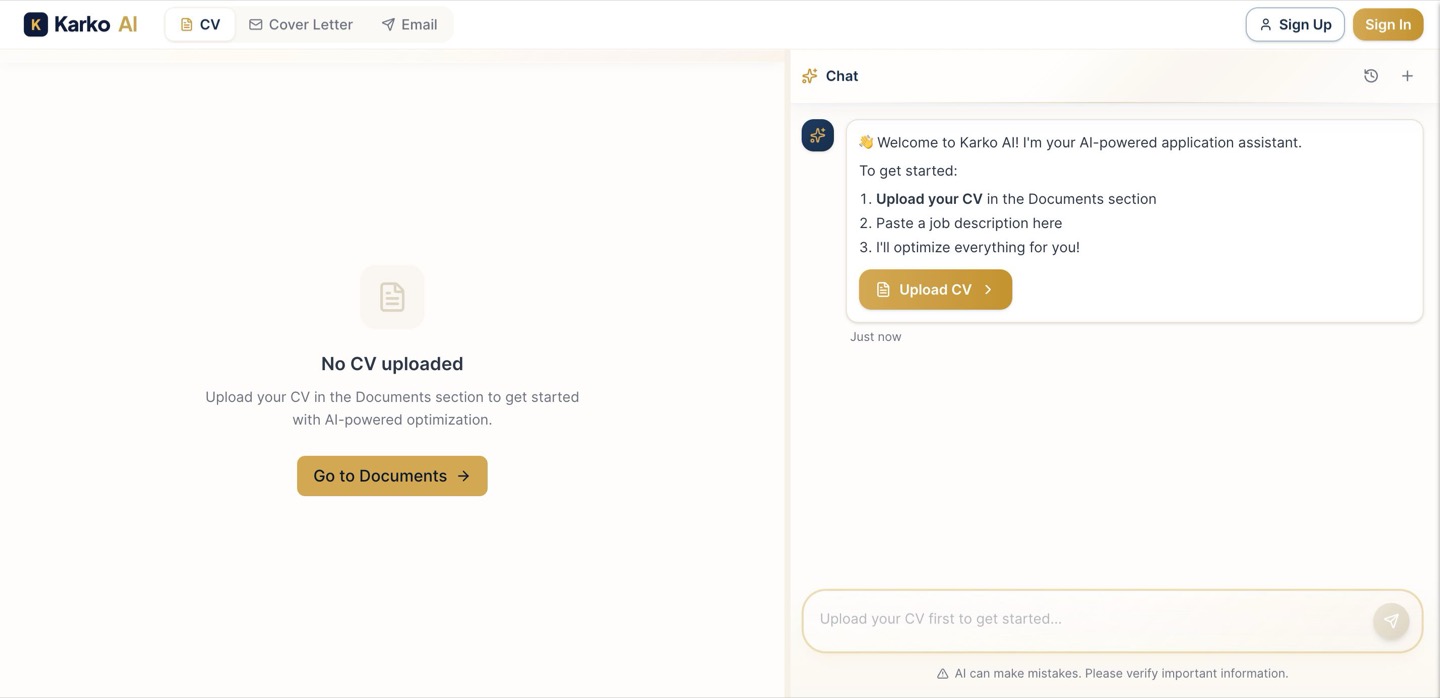 K Karko AI
CV
Cover Letter
Email
Sign Up
Sign In
No CV uploaded
Upload your CV in the Documents section to get started
with AI-powered optimization.
Go to Documents →
Chat
👋 Welcome to Karko AI! I'm your AI-powered application assistant.
To get started:
1. Upload your CV in the Documents section
2. Paste a job description here
3. I'll optimize everything for you!
Upload CV
Just now
Upload your CV first to get started...
AI can make mistakes. Please verify important information.